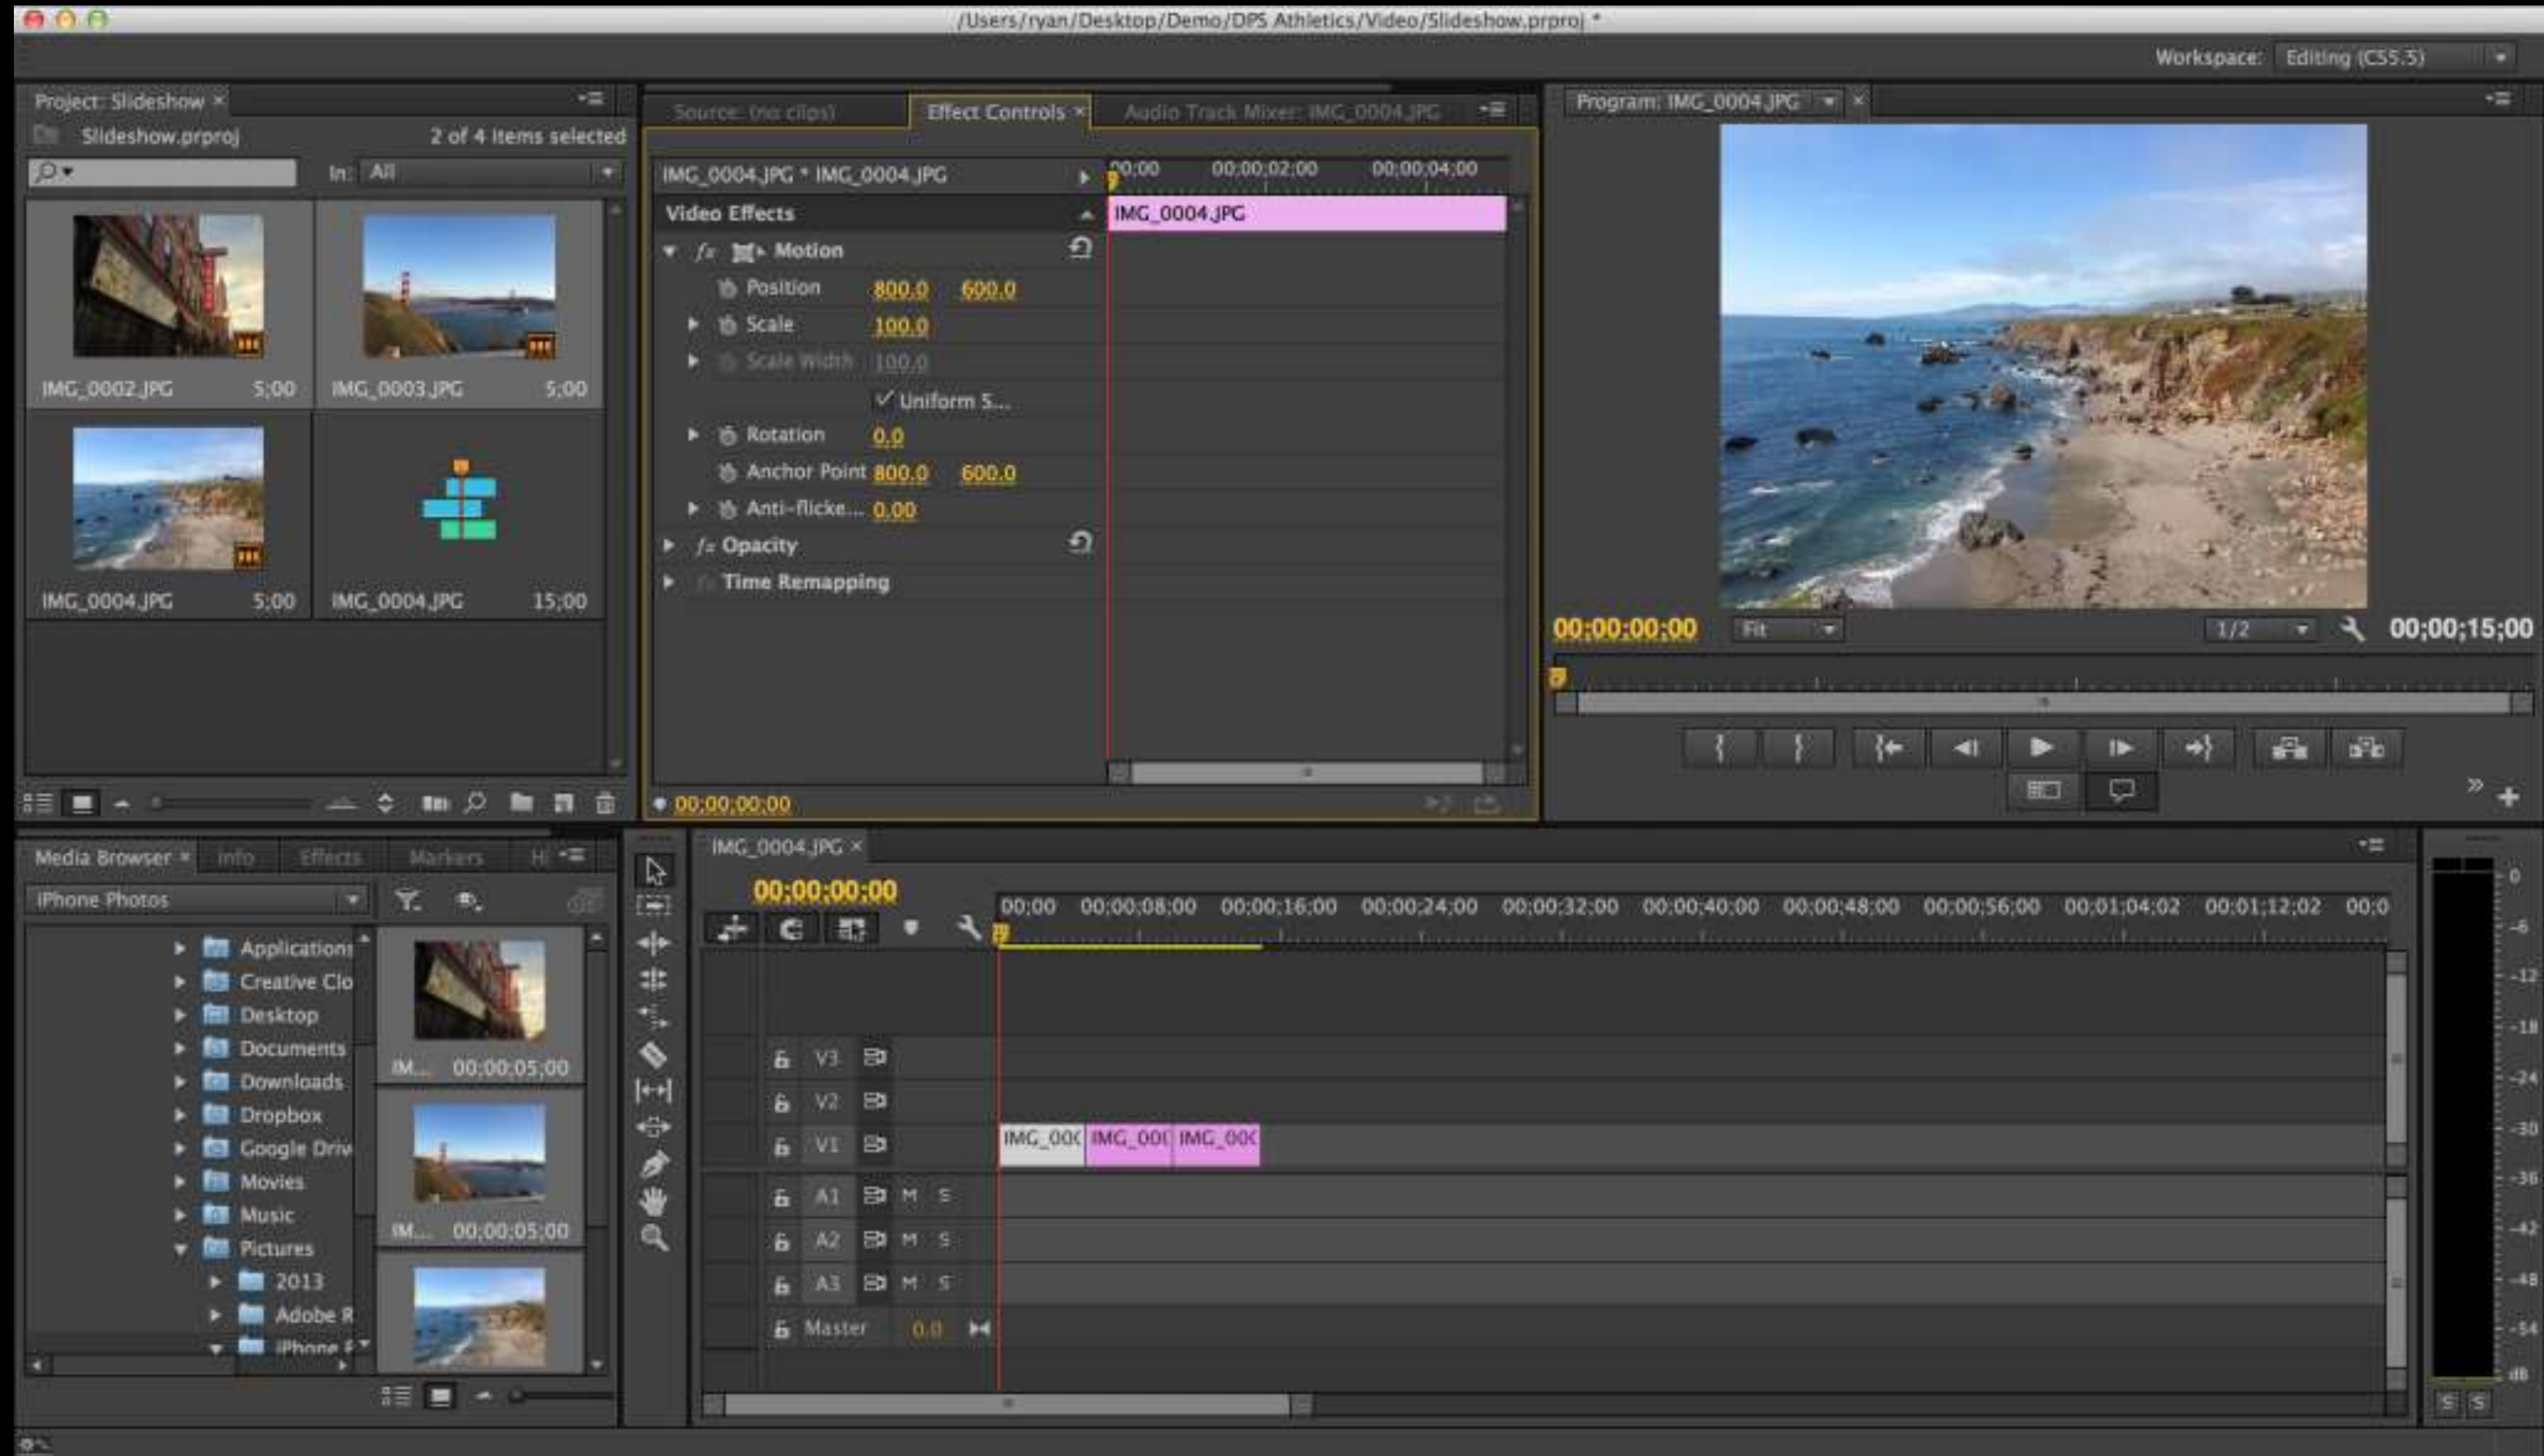 /Users/ryan/Desktop/Demo/DPS Athletics/Video/Slideshow.prproj *
Workspace: Editing (CS5.5)
Project: Slideshow ×
Slideshow.prproj 2 of 4 Items selected
In: All
IMG_0002.JPG 5;00 IMG_0003.JPG 5;00
IMG_0004.JPG 5;00 IMG_0004.JPG 15;00
Source: (no clips) Effect Controls × Audio Track Mixer: IMG_0004.JPG
IMG_0004.JPG * IMG_0004.JPG
00;00 00;00;02;00 00;00;04;00
Video Effects
IMG_0004.JPG
fx Motion
Position 800.0 600.0
Scale 100.0
Scale Width 100.0
Uniform S...
Rotation 0.0
Anchor Point 800.0 600.0
Anti-flicke... 0.00
fx Opacity
Time Remapping
00;00;00;00
Program: IMG_0004.JPG ×
00;00;00;00 Fit 1/2 00;00;15;00
Media Browser × Info Effects Markers Hi
iPhone Photos
Applications
Creative Clo
Desktop
Documents
Downloads
Dropbox
Google Driv
Movies
Music
Pictures
2013
Adobe R
iPhone P
IM... 00;00;05;00
IM... 00;00;05;00
IMG_0004.JPG ×
00;00;00;00
00;00 00;00;08;00 00;00;16;00 00;00;24;00 00;00;32;00 00;00;40;00 00;00;48;00 00;00;56;00 00;01;04;02 00;01;12;02 00;0
V3
V2
V1 IMG_000 IMG_000 IMG_000
A1 M S
A2 M S
A3 M S
Master 0.0
0
-6
-12
-18
-24
-30
-36
-42
-48
-54
dB
S S